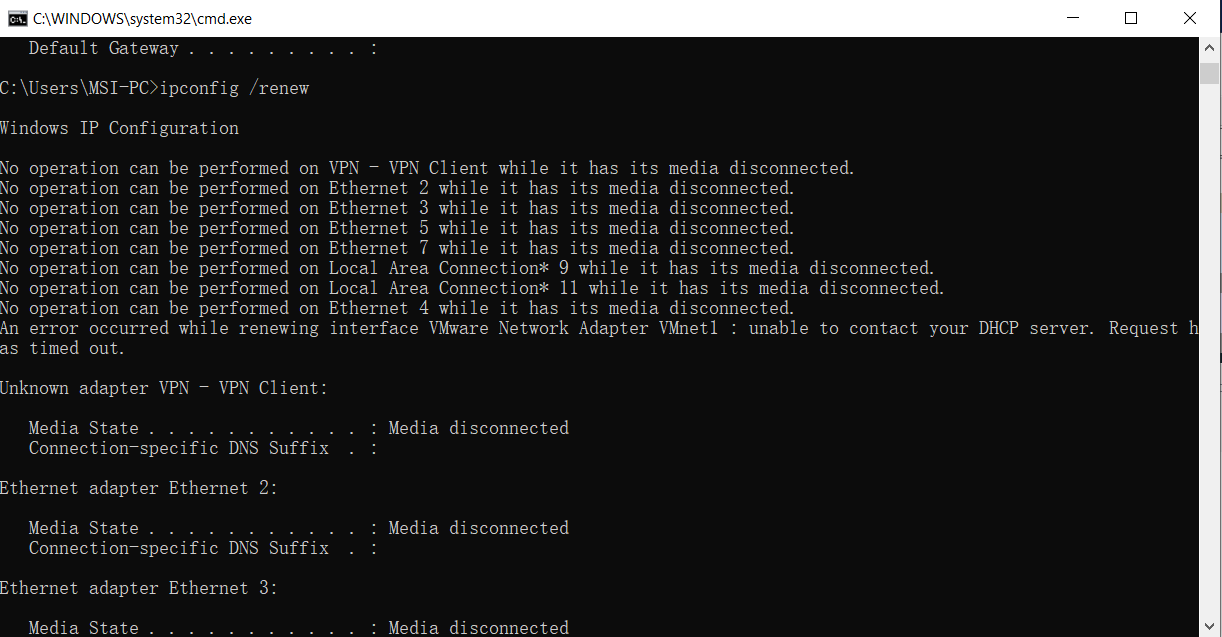 C:\WINDOWS\system32\cmd.exe
Default Gateway . . . . . . . . . :
C:\Users\MSI-PC>ipconfig /renew
Windows IP Configuration
No operation can be performed on VPN - VPN Client while it has its media disconnected.
No operation can be performed on Ethernet 2 while it has its media disconnected.
No operation can be performed on Ethernet 3 while it has its media disconnected.
No operation can be performed on Ethernet 5 while it has its media disconnected.
No operation can be performed on Ethernet 7 while it has its media disconnected.
No operation can be performed on Local Area Connection* 9 while it has its media disconnected.
No operation can be performed on Local Area Connection* 11 while it has its media disconnected.
No operation can be performed on Ethernet 4 while it has its media disconnected.
An error occurred while renewing interface VMware Network Adapter VMnet1 : unable to contact your DHCP server. Request h
as timed out.
Unknown adapter VPN - VPN Client:
Media State . . . . . . . . . . . : Media disconnected
Connection-specific DNS Suffix  . :
Ethernet adapter Ethernet 2:
Media State . . . . . . . . . . . : Media disconnected
Connection-specific DNS Suffix  . :
Ethernet adapter Ethernet 3:
Media State . . . . . . . . . . . : Media disconnected